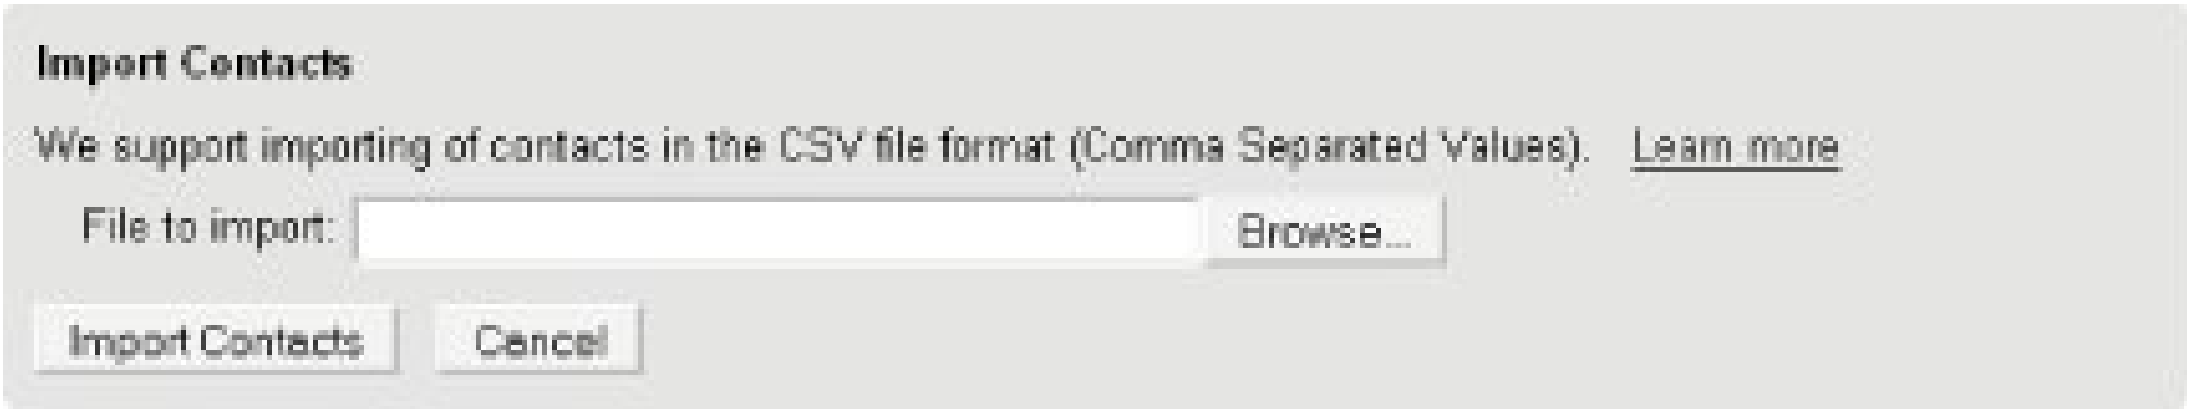 Import Contacts
We support importing of contacts in the CSV file format (Comma Separated Values). Learn more
File to import: Browse...
Import Contacts Cancel